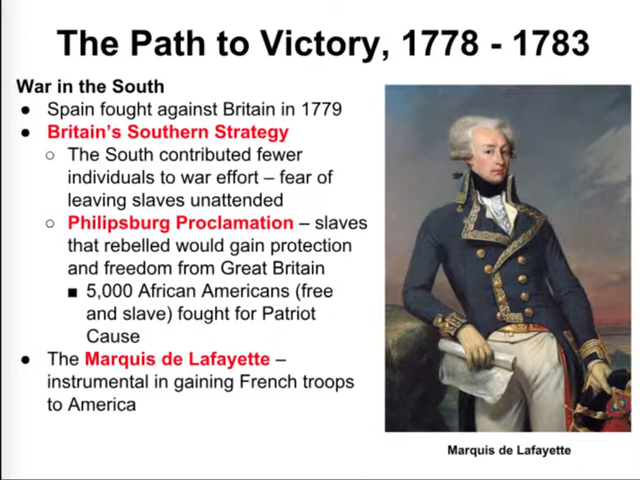 The Path to Victory, 1778 - 1783
War in the South
● Spain fought against Britain in 1779
● Britain's Southern Strategy
○ The South contributed fewer
individuals to war effort – fear of
leaving slaves unattended
○ Philipsburg Proclamation – slaves
that rebelled would gain protection
and freedom from Great Britain
■ 5,000 African Americans (free
and slave) fought for Patriot
Cause
● The Marquis de Lafayette –
instrumental in gaining French troops
to America
Marquis de Lafayette